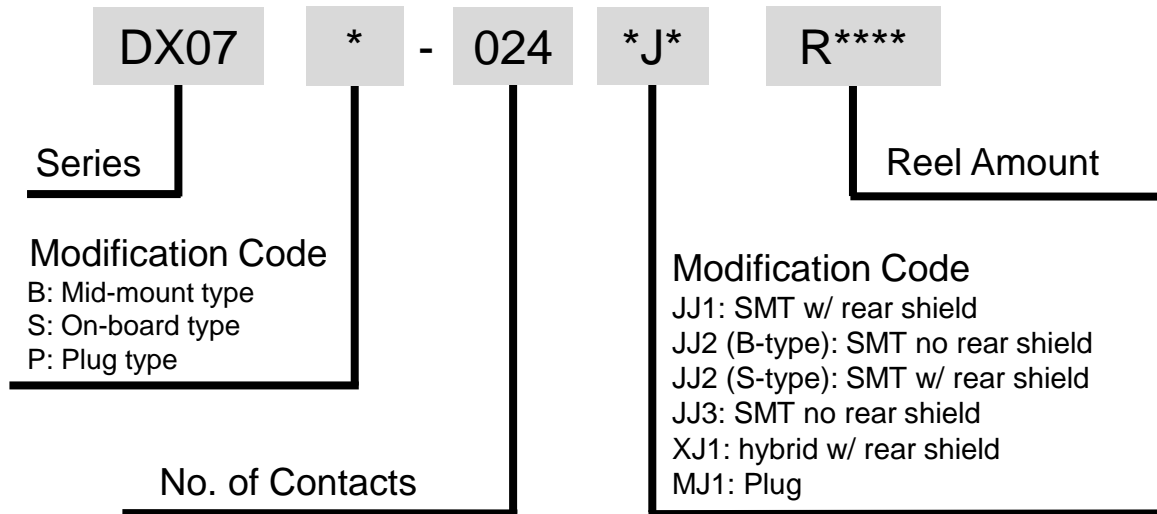 DX07 * - 024 *J* R****
Series
Reel Amount
Modification Code
B: Mid-mount type
S: On-board type
P: Plug type
Modification Code
JJ1: SMT w/ rear shield
JJ2 (B-type): SMT no rear shield
JJ2 (S-type): SMT w/ rear shield
JJ3: SMT no rear shield
XJ1: hybrid w/ rear shield
MJ1: Plug
No. of Contacts